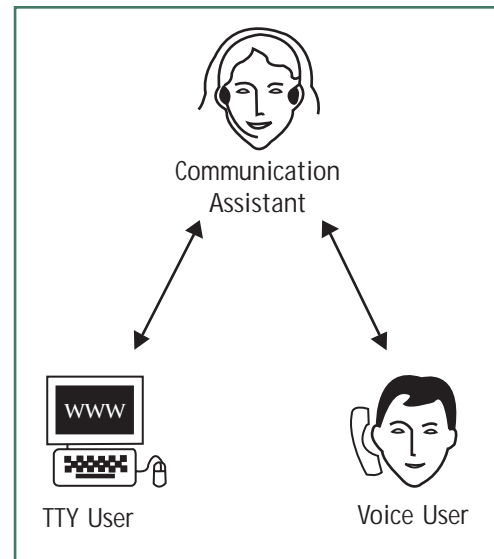 Communication
Assistant
WWW
TTY User
Voice User